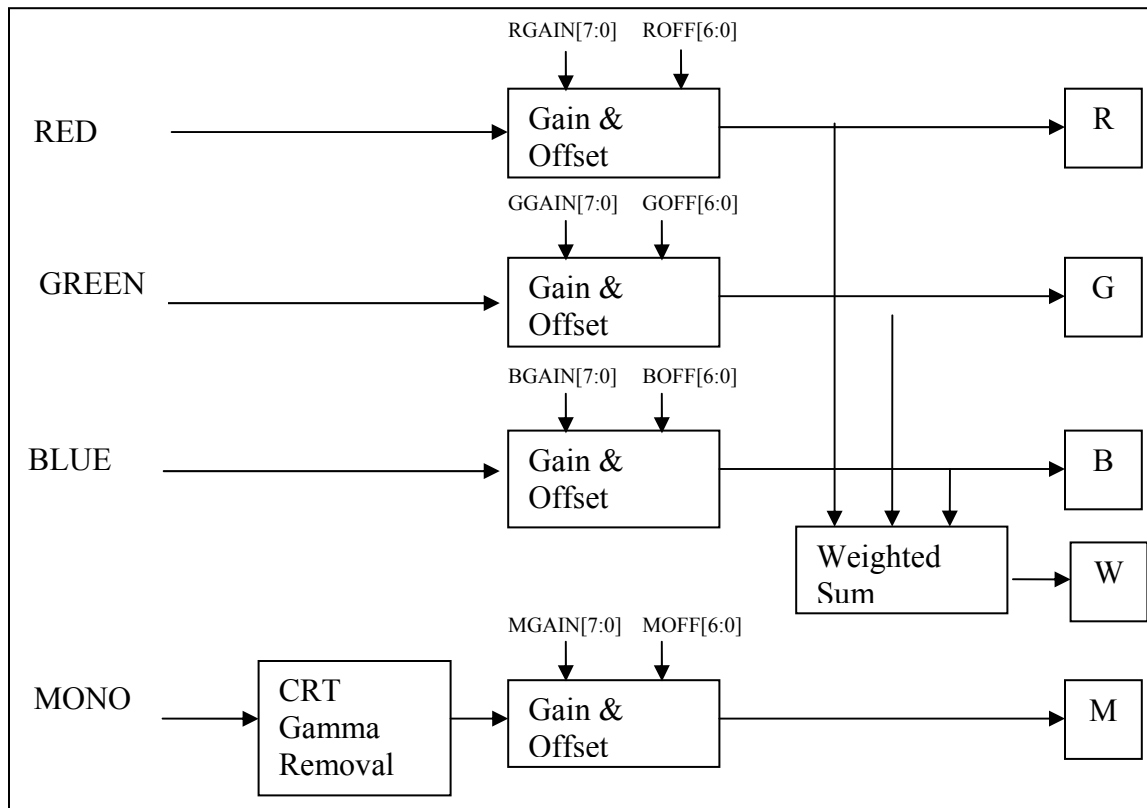 RGAIN[7:0] ROFF[6:0]
RED
Gain &
Offset
R
GGAIN[7:0] GOFF[6:0]
GREEN
Gain &
Offset
G
BGAIN[7:0] BOFF[6:0]
BLUE
Gain &
Offset
B
Weighted
Sum
W
MGAIN[7:0] MOFF[6:0]
MONO
CRT
Gamma
Removal
Gain &
Offset
M